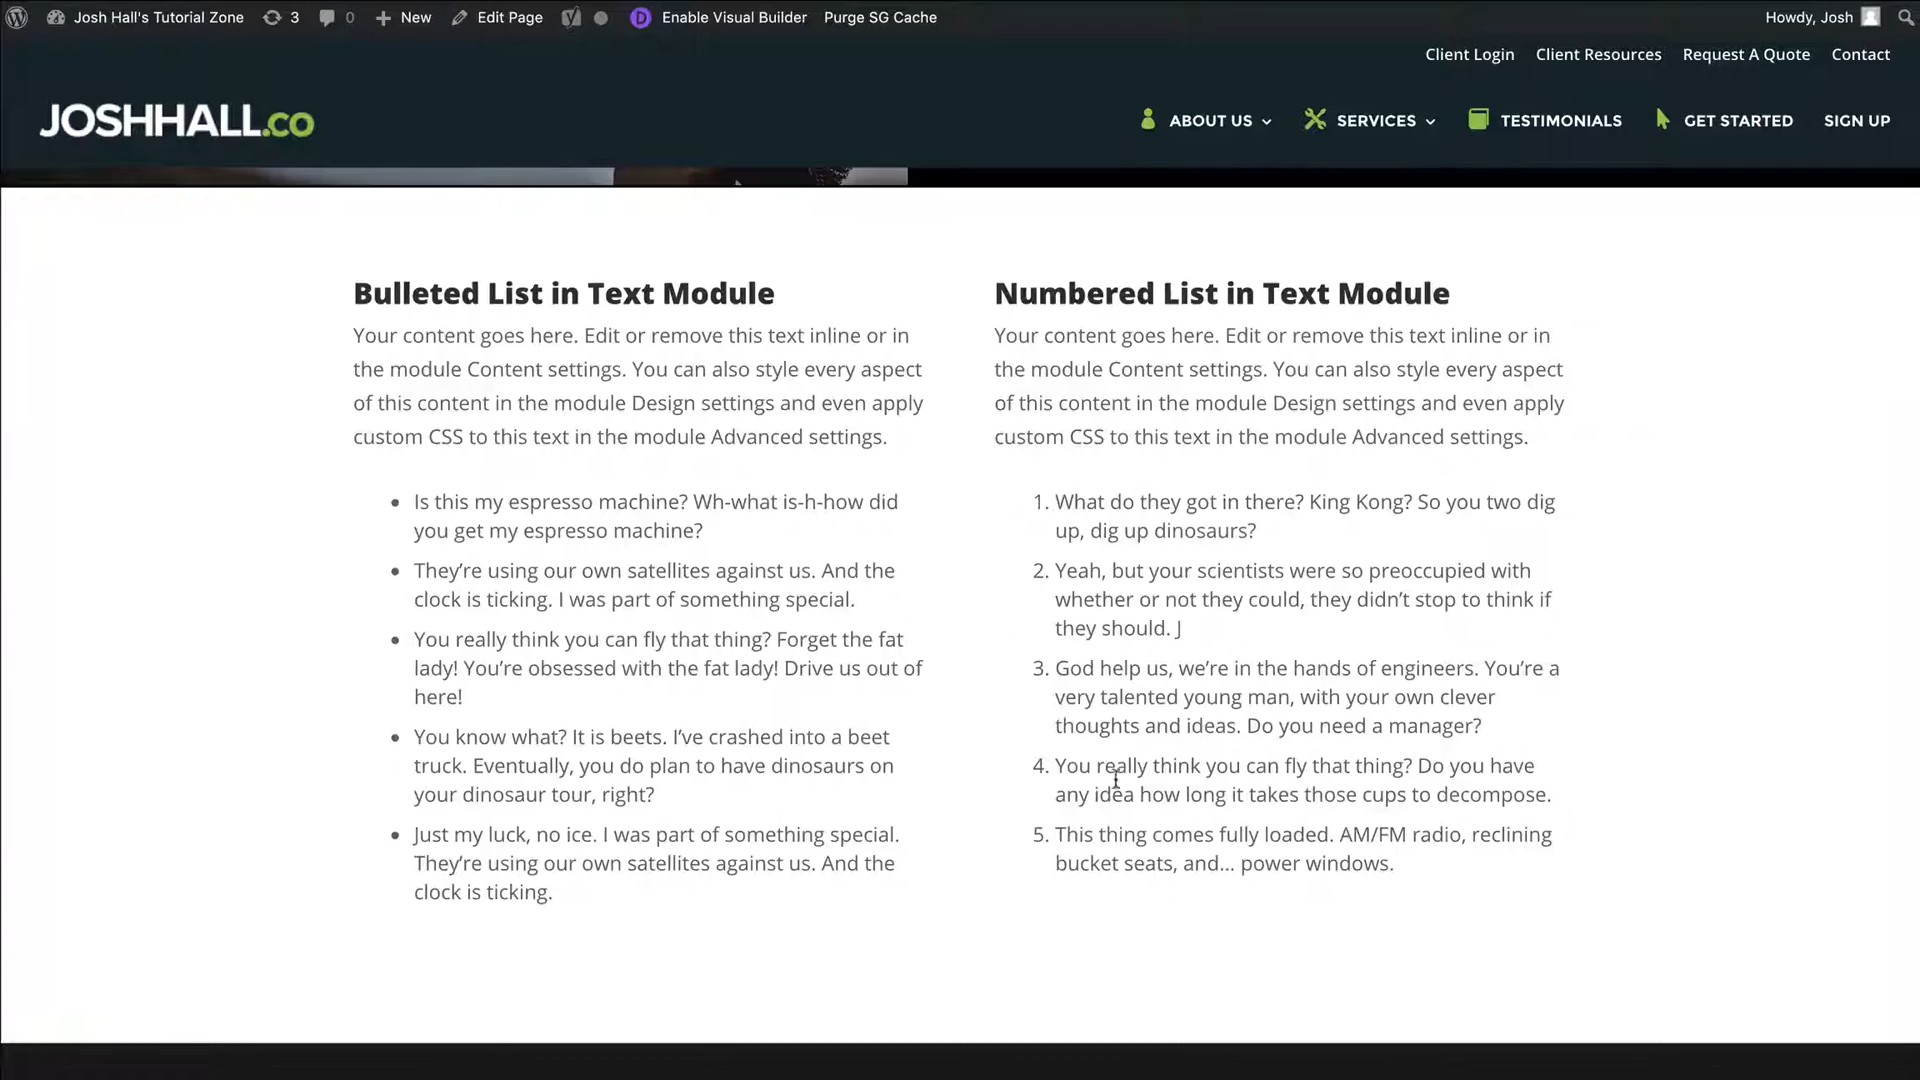 Josh Hall's Tutorial Zone 3 0 New Edit Page Enable Visual Builder Purge SG Cache Howdy, Josh
Client Login Client Resources Request A Quote Contact
JOSHHALL.co ABOUT US SERVICES TESTIMONIALS GET STARTED SIGN UP
Bulleted List in Text Module
Your content goes here. Edit or remove this text inline or in
the module Content settings. You can also style every aspect
of this content in the module Design settings and even apply
custom CSS to this text in the module Advanced settings.
• Is this my espresso machine? Wh-what is-h-how did
you get my espresso machine?
• They’re using our own satellites against us. And the
clock is ticking. I was part of something special.
• You really think you can fly that thing? Forget the fat
lady! You’re obsessed with the fat lady! Drive us out of
here!
• You know what? It is beets. I’ve crashed into a beet
truck. Eventually, you do plan to have dinosaurs on
your dinosaur tour, right?
• Just my luck, no ice. I was part of something special.
They’re using our own satellites against us. And the
clock is ticking.
Numbered List in Text Module
Your content goes here. Edit or remove this text inline or in
the module Content settings. You can also style every aspect
of this content in the module Design settings and even apply
custom CSS to this text in the module Advanced settings.
1. What do they got in there? King Kong? So you two dig
up, dig up dinosaurs?
2. Yeah, but your scientists were so preoccupied with
whether or not they could, they didn’t stop to think if
they should. J
3. God help us, we’re in the hands of engineers. You’re a
very talented young man, with your own clever
thoughts and ideas. Do you need a manager?
4. You really think you can fly that thing? Do you have
any idea how long it takes those cups to decompose.
5. This thing comes fully loaded. AM/FM radio, reclining
bucket seats, and… power windows.